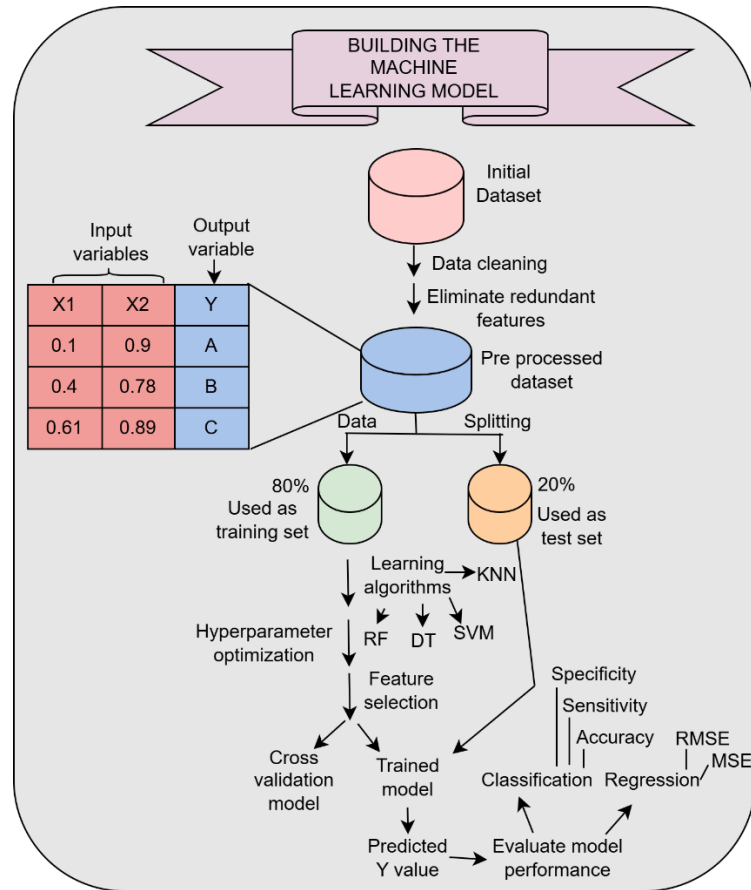 BUILDING THE
MACHINE
LEARNING MODEL
Initial
Dataset
Data cleaning
Eliminate redundant
features
Input
variables
Output
variable
X1 X2 Y
0.1 0.9 A
0.4 0.78 B
0.61 0.89 C
Pre processed
dataset
Data Splitting
80%
Used as
training set
20%
Used as
test set
Learning
algorithms
KNN
RF DT SVM
Hyperparameter
optimization
Feature
selection
Cross
validation
model
Trained
model
Specificity
Sensitivity
Accuracy
RMSE
MSE
Classification Regression
Predicted
Y value
Evaluate model
performance